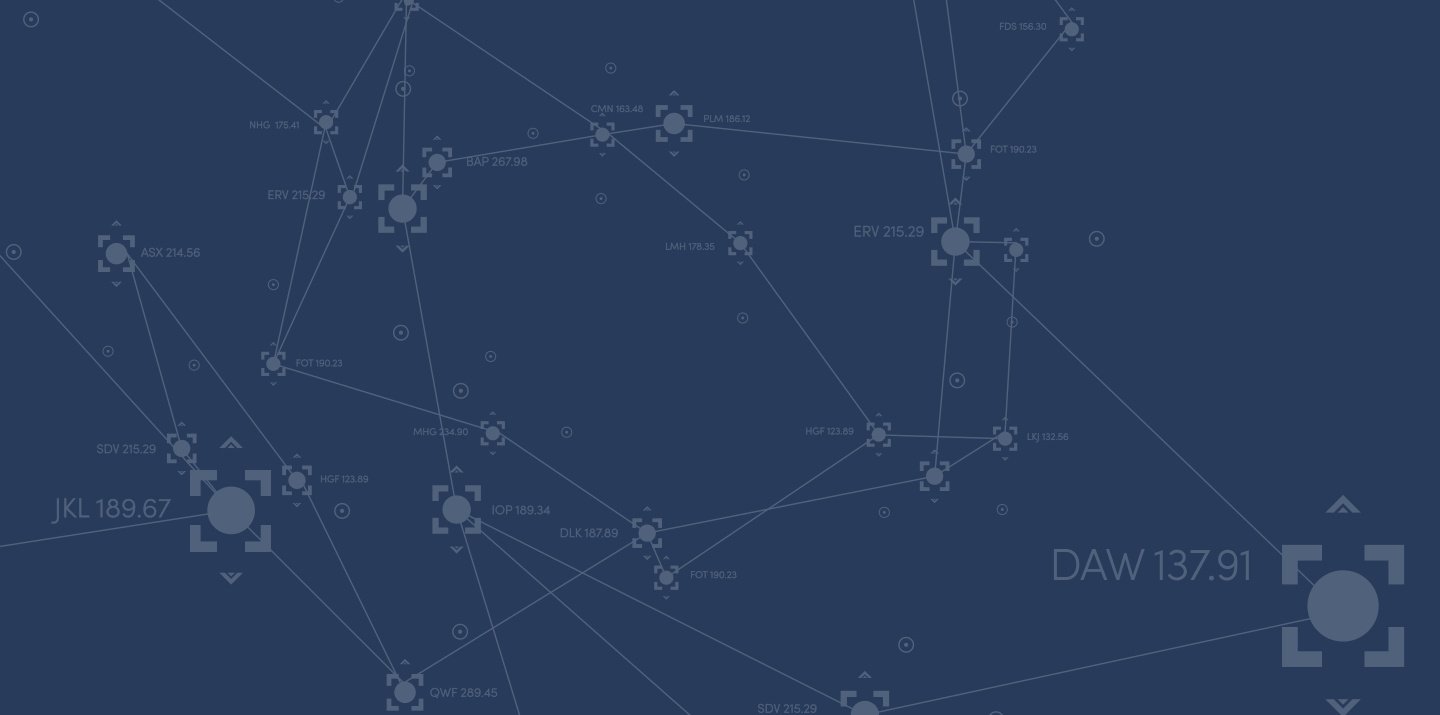 FDS 156.30
CMN 163.48
PLM 186.12
NHG 175.41
FOT 190.23
BAP 267.98
ERV 215.29
ERV 215.29
LMH 178.35
ASX 214.56
FOT 190.23
MHG 234.90
HGF 123.89
LKJ 132.56
SDV 215.29
HGF 123.89
JKL 189.67
IOP 189.34
DLK 187.89
DAW 137.91
FOT 190.23
QWF 289.45
SDV 215.29